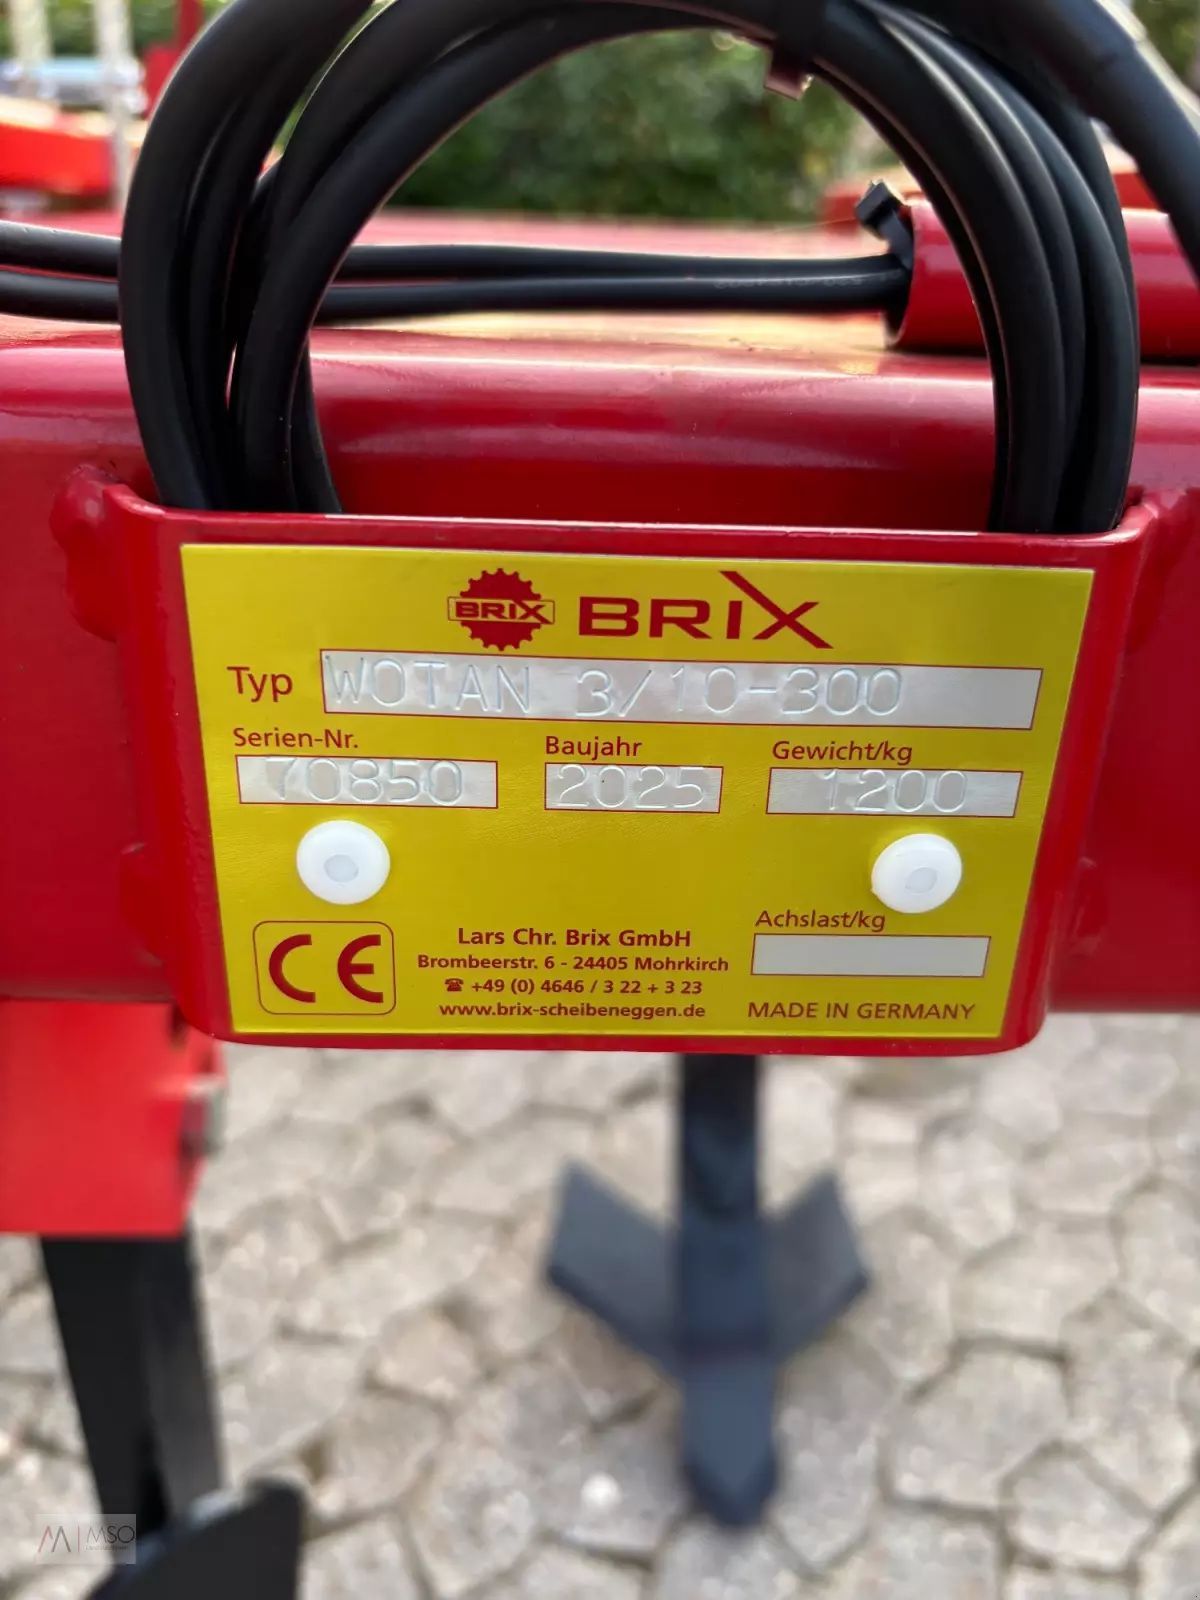 BRIX BRIX
Typ WOTAN 3/10-300
Serien-Nr. Baujahr Gewicht/kg
70850 2025 1200
Achslast/kg
CE
Lars Chr. Brix GmbH
Brombeerstr. 6 - 24405 Mohrkirch
☎ +49 (0) 4646 / 3 22 + 3 23
www.brix-scheibeneggen.de
MADE IN GERMANY
MSO